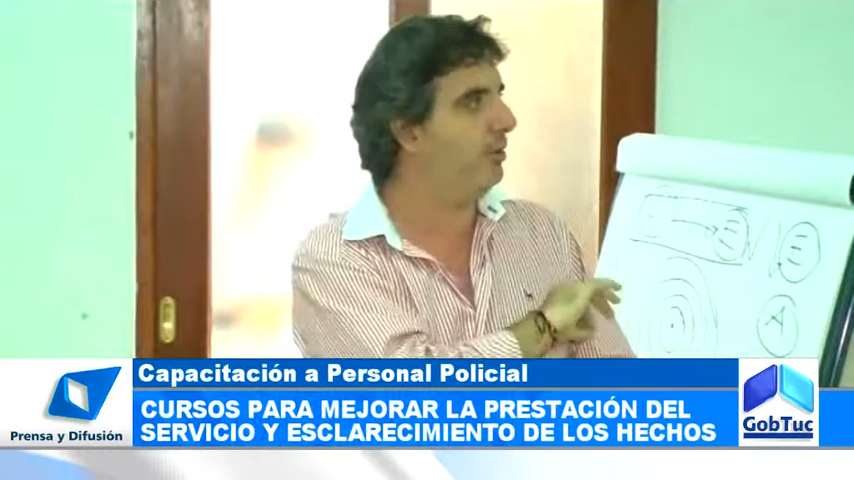 E
E
A
Capacitación a Personal Policial
CURSOS PARA MEJORAR LA PRESTACIÓN DEL
SERVICIO Y ESCLARECIMIENTO DE LOS HECHOS
Prensa y Difusión
GobTuc